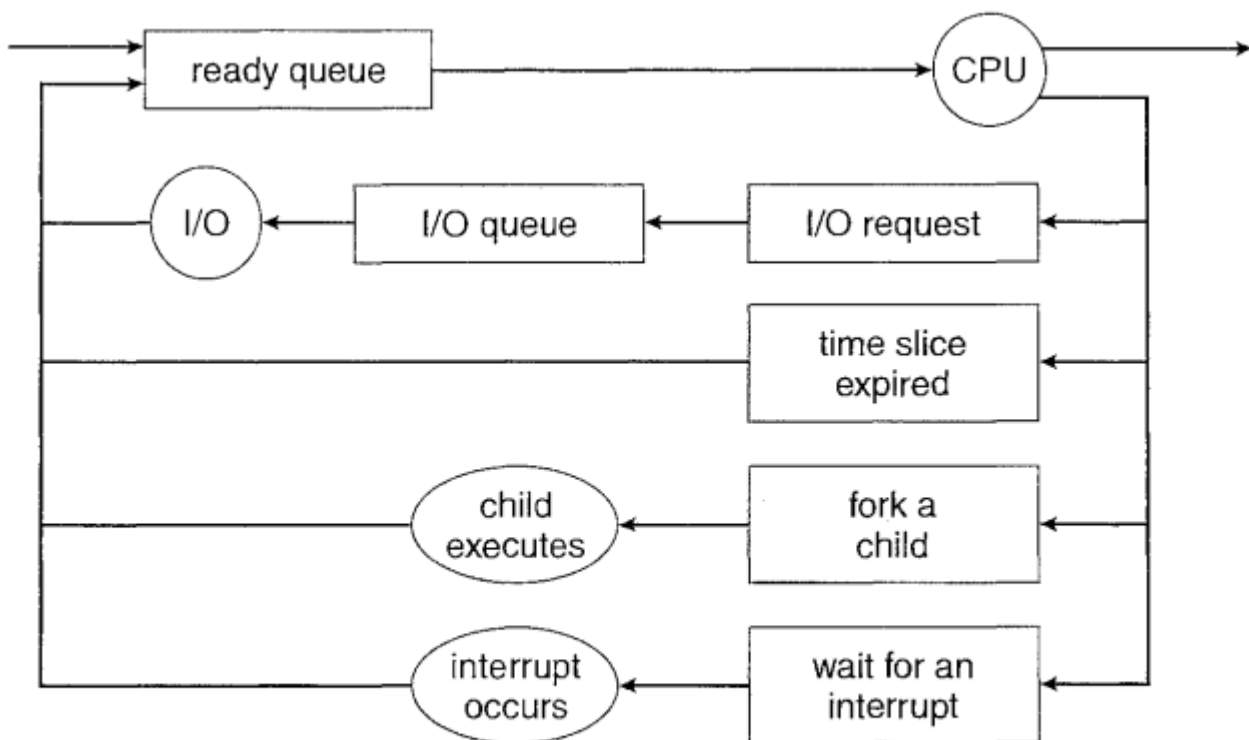 ready queue
CPU
I/O
I/O queue
I/O request
time slice
expired
child
executes
fork a
child
interrupt
occurs
wait for an
interrupt